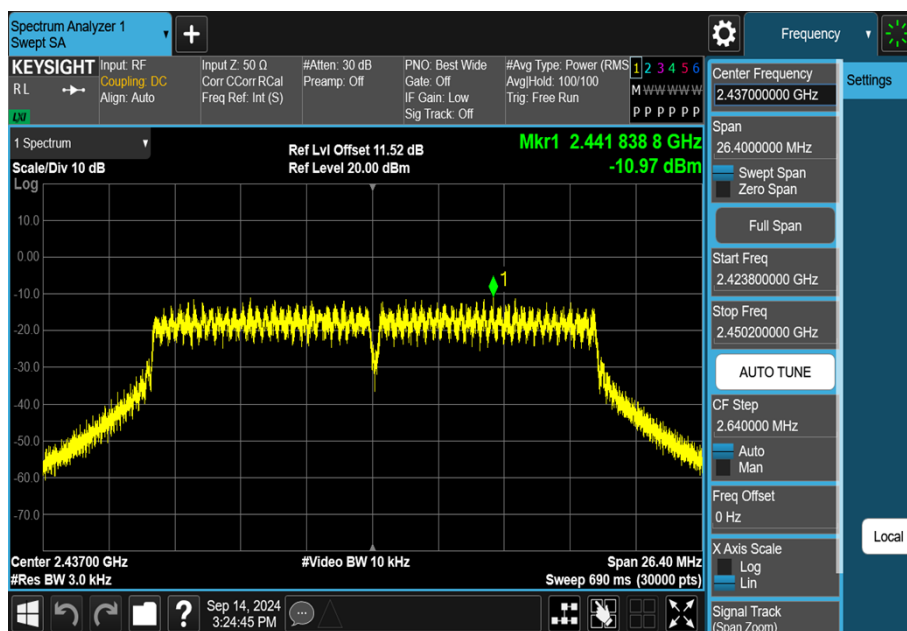 Spectrum Analyzer 1
Swept SA
Frequency
KEYSIGHT
RL
LXI
Input: RF
Coupling: DC
Align: Auto
Input Z: 50 Ω
Corr CCorr RCal
Freq Ref: Int (S)
#Atten: 30 dB
Preamp: Off
PNO: Best Wide
Gate: Off
IF Gain: Low
Sig Track: Off
#Avg Type: Power (RMS
Avg|Hold: 100/100
Trig: Free Run
1 2 3 4 5 6
M W W W W W
P P P P P P
1 Spectrum
Scale/Div 10 dB
Ref Lvl Offset 11.52 dB
Ref Level 20.00 dBm
Mkr1 2.441 838 8 GHz
-10.97 dBm
Log
10.0
0.00
-10.0
-20.0
-30.0
-40.0
-50.0
-60.0
-70.0
1
Center 2.43700 GHz
#Res BW 3.0 kHz
#Video BW 10 kHz
Span 26.40 MHz
Sweep 690 ms (30000 pts)
Sep 14, 2024
3:24:45 PM
Center Frequency
2.437000000 GHz
Span
26.4000000 MHz
Swept Span
Zero Span
Full Span
Start Freq
2.423800000 GHz
Stop Freq
2.450200000 GHz
AUTO TUNE
CF Step
2.640000 MHz
Auto
Man
Freq Offset
0 Hz
X Axis Scale
Log
Lin
Signal Track
(Span Zoom)
Settings
Local